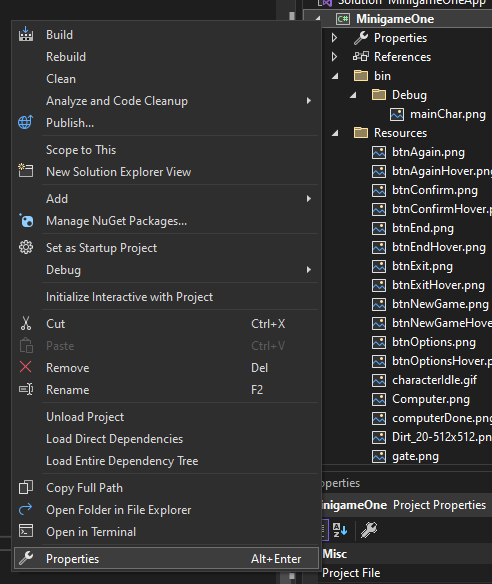 Solution 'MinigameOneApp
MinigameOne
Properties
References
bin
Debug
mainChar.png
Resources
btnAgain.png
btnAgainHover.pn
btnConfirm.png
btnConfirmHover.p
btnEnd.png
btnEndHover.png
btnExit.png
btnExitHover.png
btnNewGame.png
btnNewGameHove
btnOptions.png
btnOptionsHover.p
characterIdle.gif
Computer.png
computerDone.png
Dirt_20-512x512.pn
gate.png
Build
Rebuild
Clean
Analyze and Code Cleanup
Publish...
Scope to This
New Solution Explorer View
Add
Manage NuGet Packages...
Set as Startup Project
Debug
Initialize Interactive with Project
Cut Ctrl+X
Paste Ctrl+V
Remove Del
Rename F2
Unload Project
Load Direct Dependencies
Load Entire Dependency Tree
Copy Full Path
Open Folder in File Explorer
Open in Terminal
Properties Alt+Enter
operties
inigameOne Project Properties
Misc
Project File